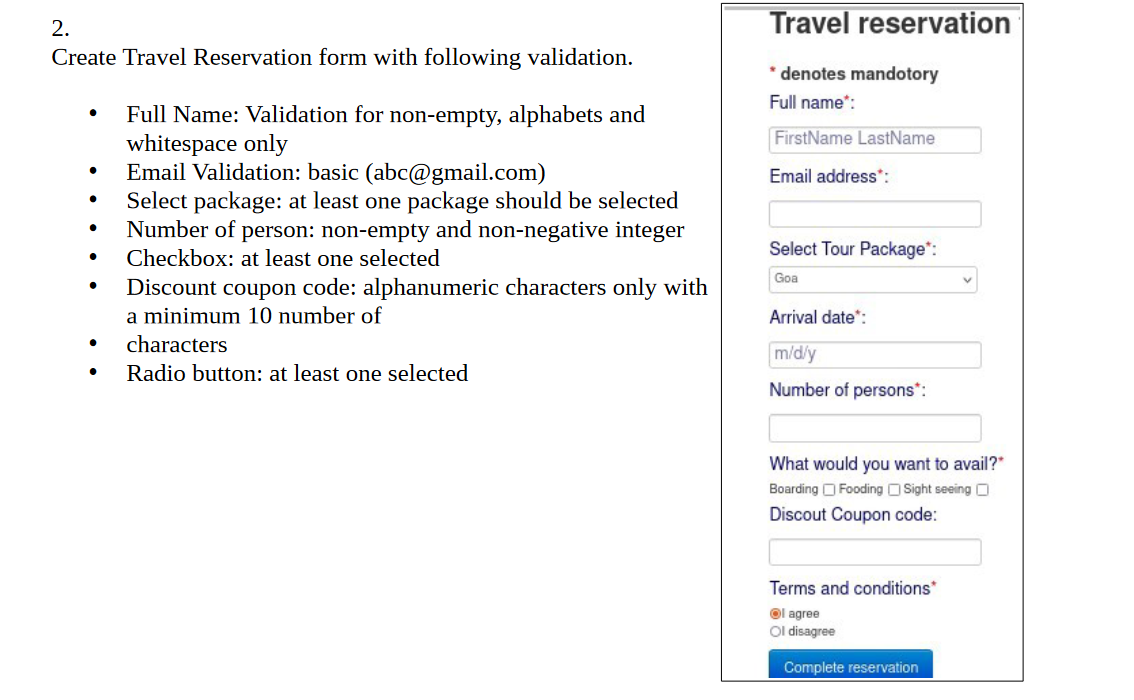 2.
Create Travel Reservation form with following validation.
• Full Name: Validation for non-empty, alphabets and
whitespace only
• Email Validation: basic (abc@gmail.com)
• Select package: at least one package should be selected
• Number of person: non-empty and non-negative integer
• Checkbox: at least one selected
• Discount coupon code: alphanumeric characters only with
a minimum 10 number of
• characters
• Radio button: at least one selected
Travel reservation
* denotes mandotory
Full name*:
FirstName LastName
Email address*:
Select Tour Package*:
Goa
Arrival date*:
m/d/y
Number of persons*:
What would you want to avail?*
Boarding Fooding Sight seeing
Discout Coupon code:
Terms and conditions*
I agree
I disagree
Complete reservation